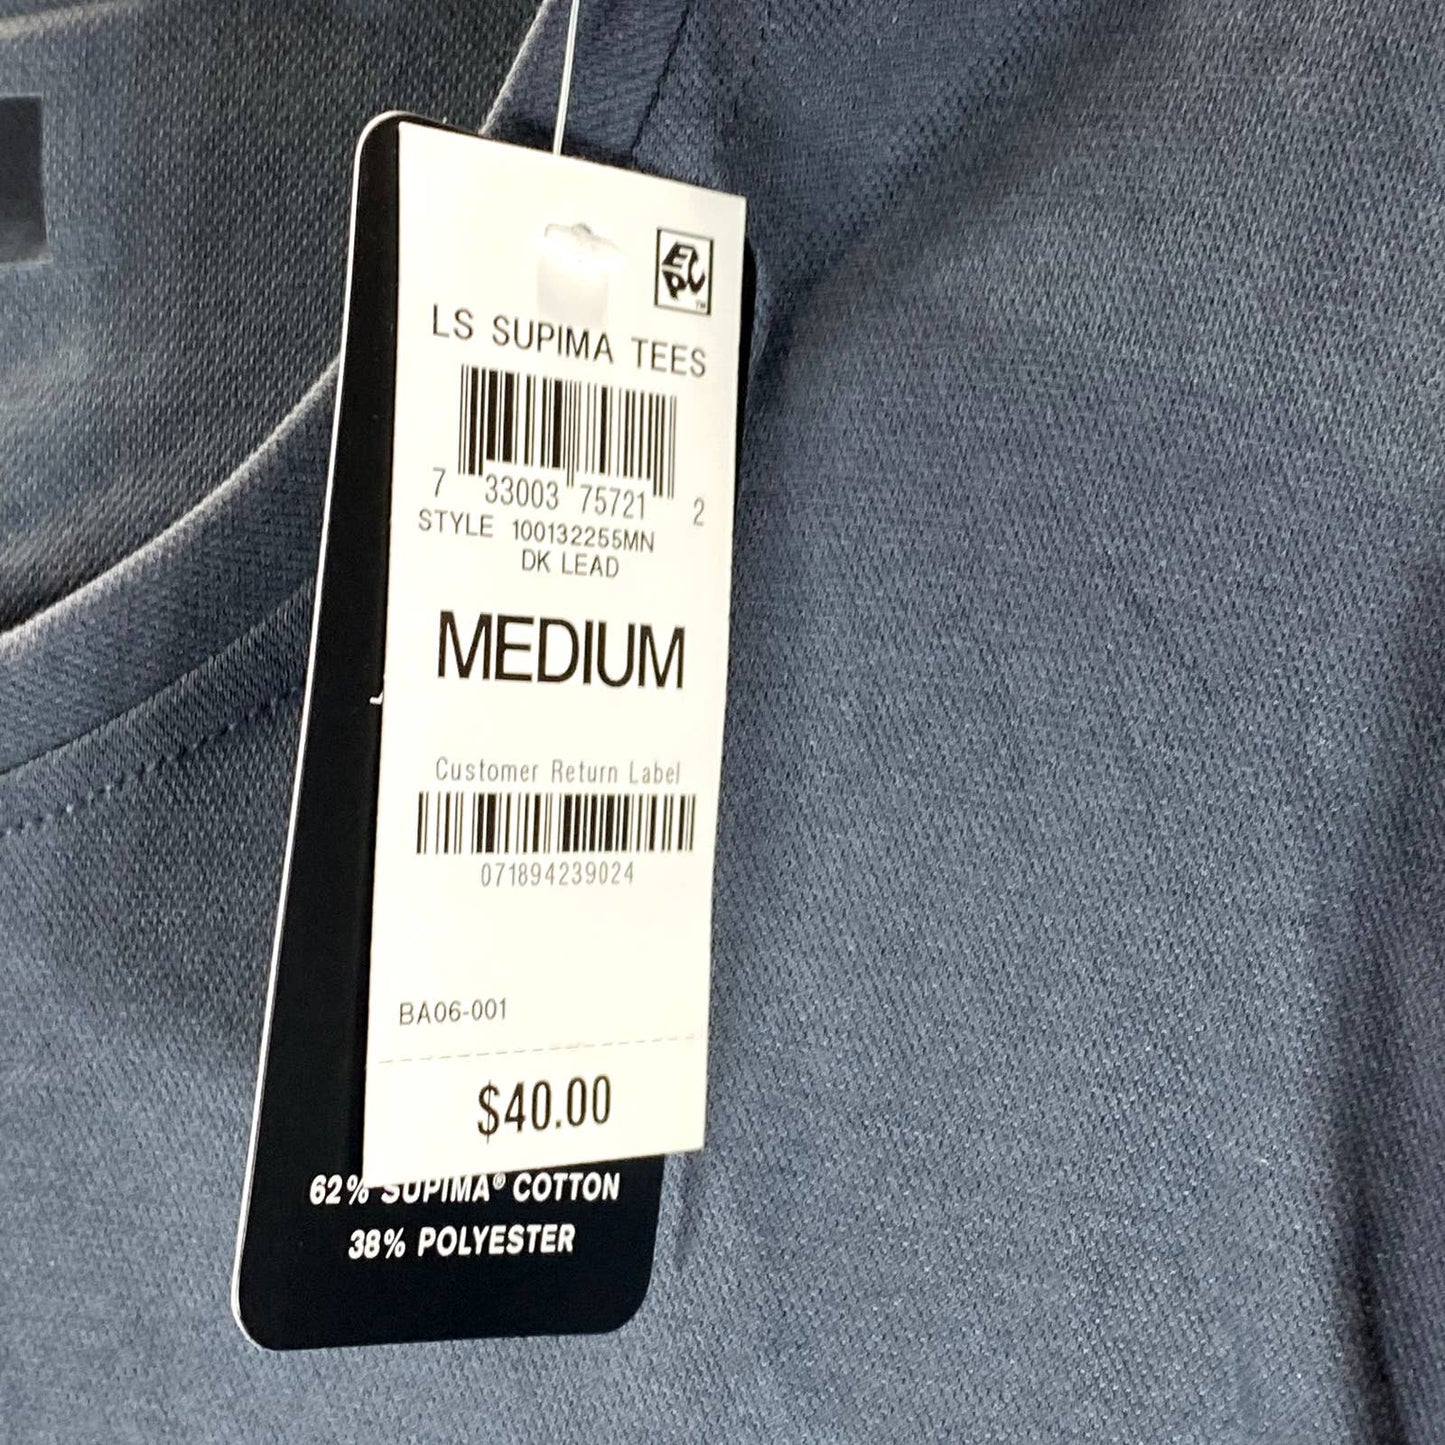 EVPL™
LS SUPIMA TEES
7 33003 75721 2
STYLE 100132255MN
DK LEAD
MEDIUM
Customer Return Label
071894239024
BA06-001
$40.00
62% SUPIMA® COTTON
38% POLYESTER